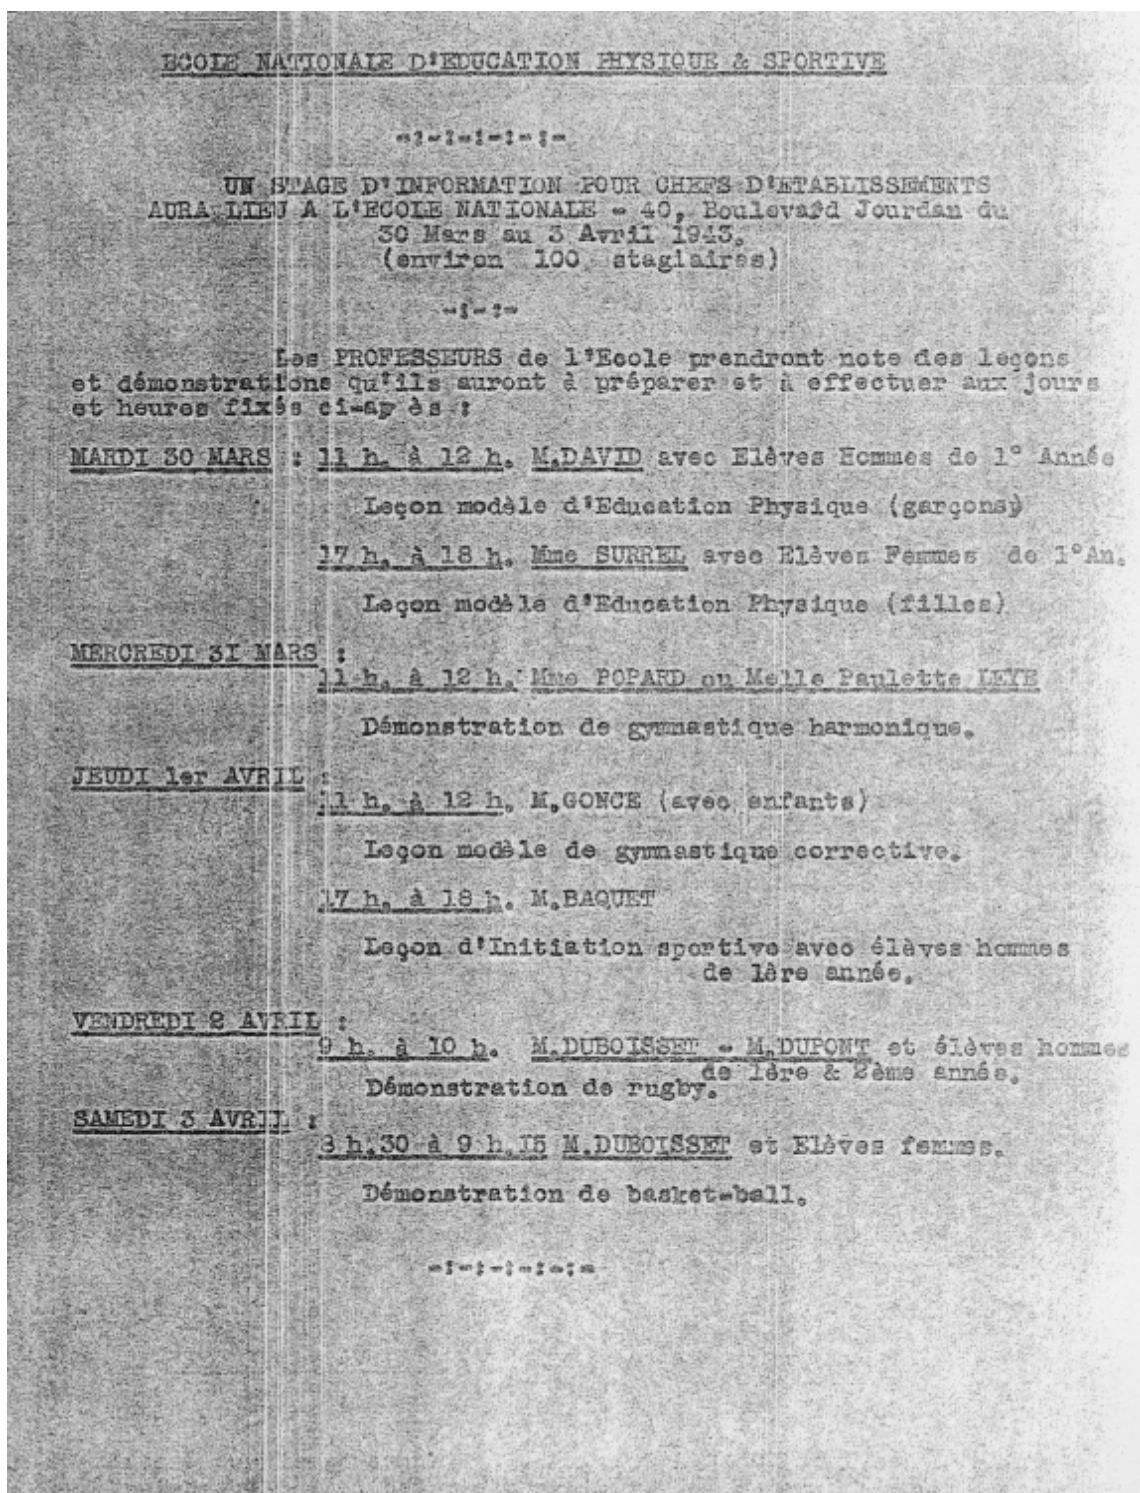 ECOLE NATIONALE D'EDUCATION PHYSIQUE & SPORTIVE
-:-:-:-:-:-
UN STAGE D'INFORMATION POUR CHEFS D'ETABLISSEMENTS
AURA LIEU A L'ECOLE NATIONALE - 40, Boulevard Jourdan du
30 Mars au 3 Avril 1943.
(environ 100 stagiaires)
-:-:-
Les PROFESSEURS de l'Ecole prendront note des leçons
et démonstrations qu'ils auront à préparer et à effectuer aux jours
et heures fixés ci-ap ès :
MARDI 30 MARS : 11 h. à 12 h. M.DAVID avec Elèves Hommes de 1° Année
Leçon modèle d'Education Physique (garçons)
17 h. à 18 h. Mme SURREL avec Elèves Femmes de 1°An.
Leçon modèle d'Education Physique (filles)
MERCREDI 3I MARS :
11 h. à 12 h. Mme POPARD ou Melle Paulette LEYE
Démonstration de gymnastique harmonique.
JEUDI 1er AVRIL :
11 h. à 12 h. M.GONCE (avec enfants)
Leçon modèle de gymnastique corrective.
17 h. à 18 h. M.BAQUET
Leçon d'Initiation sportive avec élèves hommes
de 1ère année.
VENDREDI 2 AVRIL :
9 h. à 10 h. M.DUBOISSET - M.DUPONT et élèves hommes
de 1ère & 2ème année.
Démonstration de rugby.
SAMEDI 3 AVRIL :
8 h.30 à 9 h.15 M.DUBOISSET et Elèves femmes.
Démonstration de basket-ball.
-:-:-:-:-:-